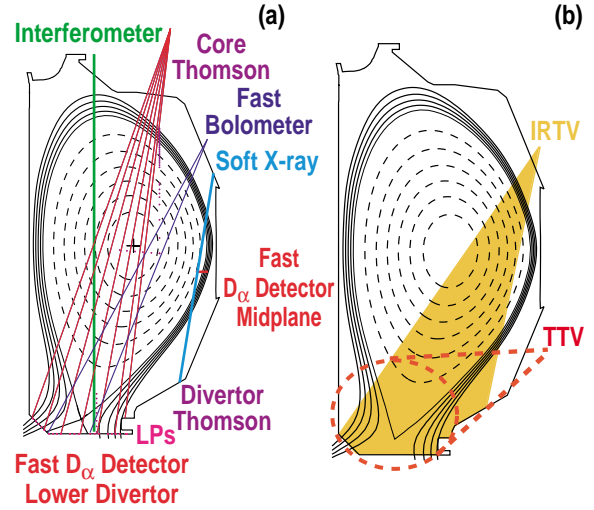 (a)
Interferometer
Core
Thomson
Fast
Bolometer
Soft X-ray
Fast
Dα Detector
Midplane
Divertor
Thomson
LPs
Fast Dα Detector
Lower Divertor
(b)
IRTV
TTV